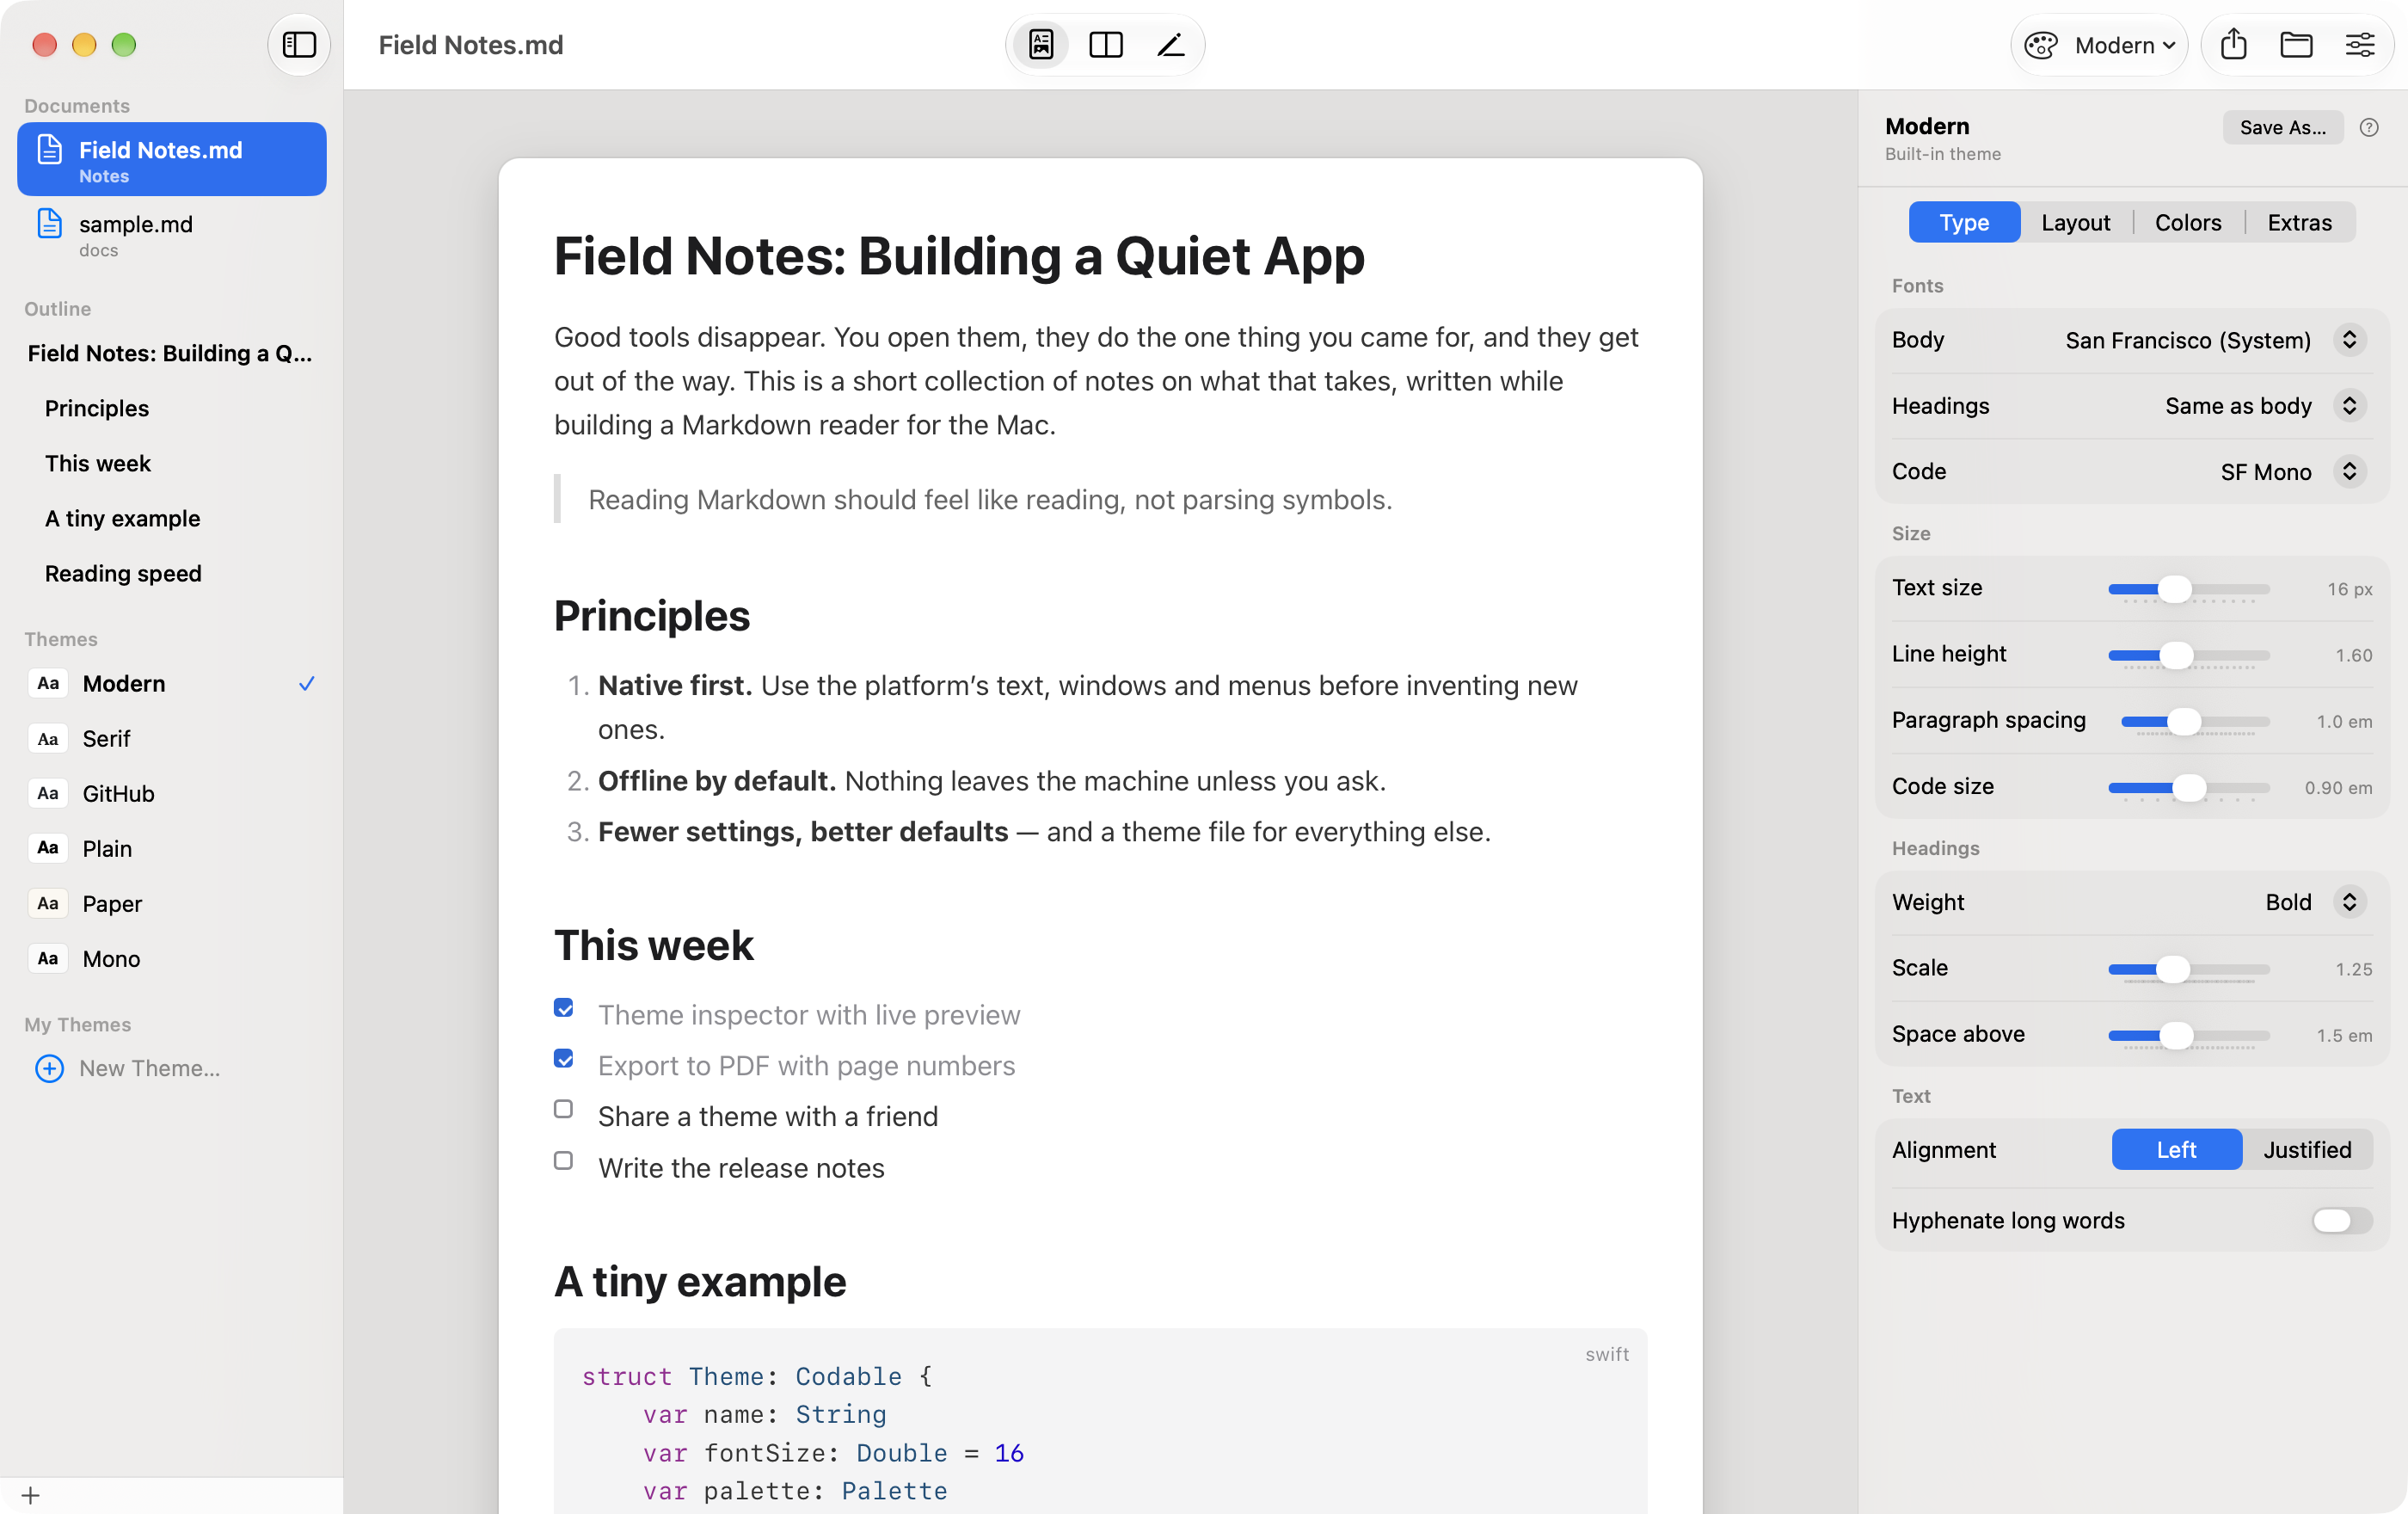 Field Notes.md
Modern
Documents
Field Notes.md
Notes
sample.md
docs
Outline
Field Notes: Building a Q...
Principles
This week
A tiny example
Reading speed
Themes
Aa Modern
Aa Serif
Aa GitHub
Aa Plain
Aa Paper
Aa Mono
My Themes
New Theme...
Field Notes: Building a Quiet App
Good tools disappear. You open them, they do the one thing you came for, and they get
out of the way. This is a short collection of notes on what that takes, written while
building a Markdown reader for the Mac.
Reading Markdown should feel like reading, not parsing symbols.
Principles
1. Native first. Use the platform’s text, windows and menus before inventing new
ones.
2. Offline by default. Nothing leaves the machine unless you ask.
3. Fewer settings, better defaults — and a theme file for everything else.
This week
Theme inspector with live preview
Export to PDF with page numbers
Share a theme with a friend
Write the release notes
A tiny example
swift
struct Theme: Codable {
    var name: String
    var fontSize: Double = 16
    var palette: Palette
Modern
Save As...
?
Built-in theme
Type Layout Colors Extras
Fonts
Body San Francisco (System)
Headings Same as body
Code SF Mono
Size
Text size 16 px
Line height 1.60
Paragraph spacing 1.0 em
Code size 0.90 em
Headings
Weight Bold
Scale 1.25
Space above 1.5 em
Text
Alignment Left Justified
Hyphenate long words